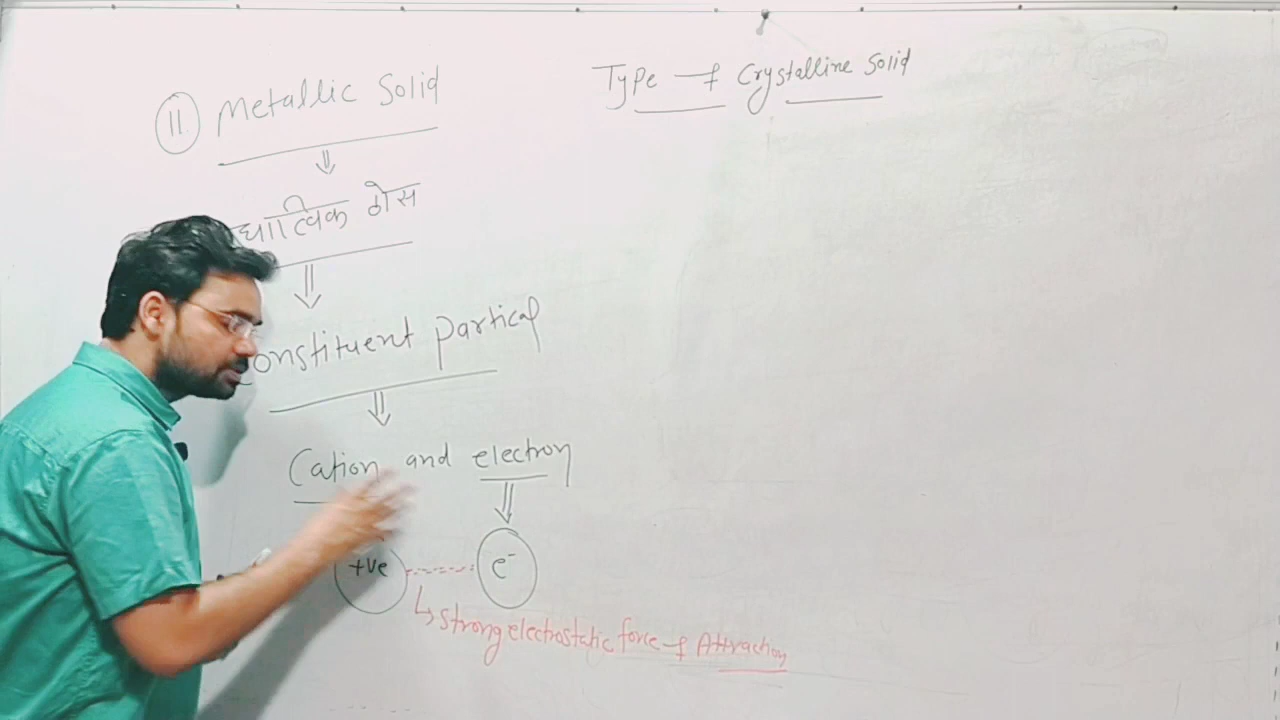 Type of Crystalline Solid
II Metallic Solid
धात्विक ठोस
Constituent partical
Cation and electron
+ve e⁻
strong electrostatic force of Attraction